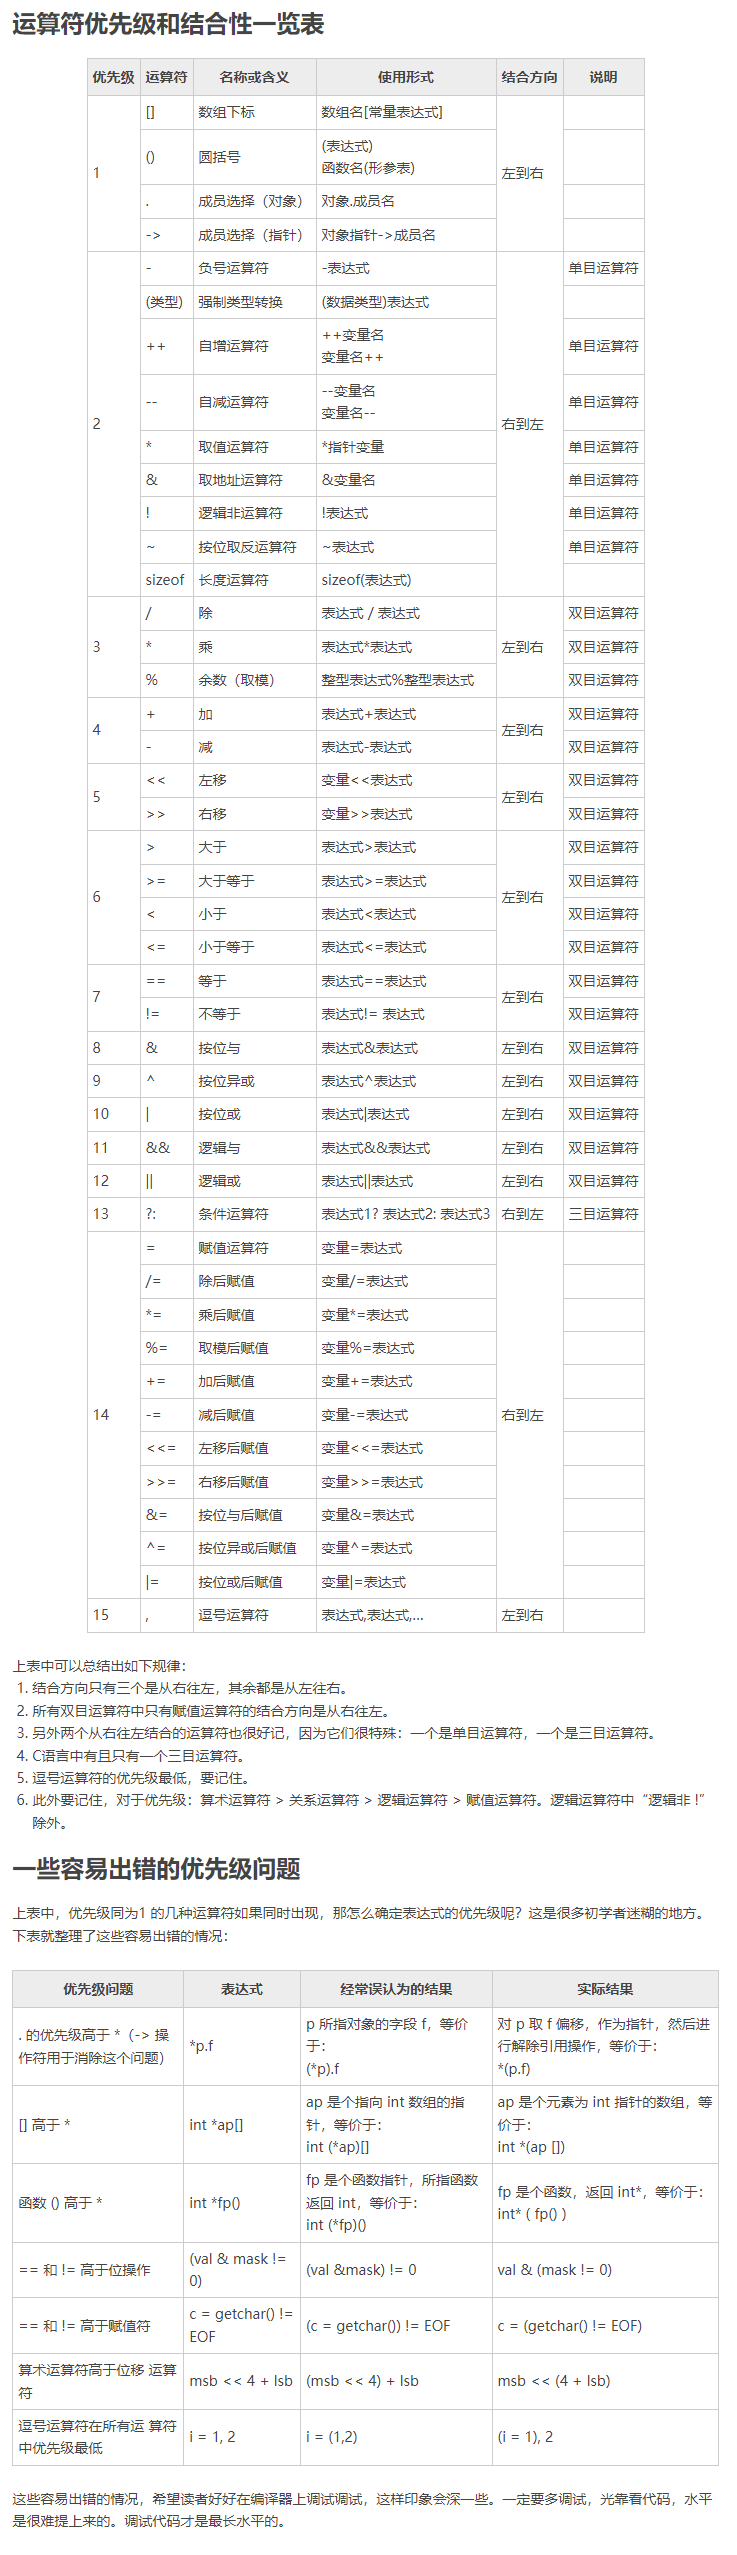 运算符优先级和结合性一览表
优先级 运算符 名称或含义 使用形式 结合方向 说明
1 [] 数组下标 数组名[常量表达式] 左到右
() 圆括号 (表达式)
函数名(形参表)
. 成员选择（对象） 对象.成员名
-> 成员选择（指针） 对象指针->成员名
2 - 负号运算符 -表达式 右到左 单目运算符
(类型) 强制类型转换 (数据类型)表达式
++ 自增运算符 ++变量名
变量名++ 单目运算符
-- 自减运算符 --变量名
变量名-- 单目运算符
* 取值运算符 *指针变量 单目运算符
& 取地址运算符 &变量名 单目运算符
! 逻辑非运算符 !表达式 单目运算符
~ 按位取反运算符 ~表达式 单目运算符
sizeof 长度运算符 sizeof(表达式)
3 / 除 表达式 / 表达式 左到右 双目运算符
* 乘 表达式*表达式 双目运算符
% 余数（取模） 整型表达式%整型表达式 双目运算符
4 + 加 表达式+表达式 左到右 双目运算符
- 减 表达式-表达式 双目运算符
5 << 左移 变量<<表达式 左到右 双目运算符
>> 右移 变量>>表达式 双目运算符
6 > 大于 表达式>表达式 左到右 双目运算符
>= 大于等于 表达式>=表达式 双目运算符
< 小于 表达式<表达式 双目运算符
<= 小于等于 表达式<=表达式 双目运算符
7 == 等于 表达式==表达式 左到右 双目运算符
!= 不等于 表达式!= 表达式 双目运算符
8 & 按位与 表达式&表达式 左到右 双目运算符
9 ^ 按位异或 表达式^表达式 左到右 双目运算符
10 | 按位或 表达式|表达式 左到右 双目运算符
11 && 逻辑与 表达式&&表达式 左到右 双目运算符
12 || 逻辑或 表达式||表达式 左到右 双目运算符
13 ?: 条件运算符 表达式1? 表达式2: 表达式3 右到左 三目运算符
14 = 赋值运算符 变量=表达式 右到左
/= 除后赋值 变量/=表达式
*= 乘后赋值 变量*=表达式
%= 取模后赋值 变量%=表达式
+= 加后赋值 变量+=表达式
-= 减后赋值 变量-=表达式
<<= 左移后赋值 变量<<=表达式
>>= 右移后赋值 变量>>=表达式
&= 按位与后赋值 变量&=表达式
^= 按位异或后赋值 变量^=表达式
|= 按位或后赋值 变量|=表达式
15 , 逗号运算符 表达式,表达式,… 左到右
上表中可以总结出如下规律：
1. 结合方向只有三个是从右往左，其余都是从左往右。
2. 所有双目运算符中只有赋值运算符的结合方向是从右往左。
3. 另外两个从右往左结合的运算符也很好记，因为它们很特殊：一个是单目运算符，一个是三目运算符。
4. C语言中有且只有一个三目运算符。
5. 逗号运算符的优先级最低，要记住。
6. 此外要记住，对于优先级：算术运算符 > 关系运算符 > 逻辑运算符 > 赋值运算符。逻辑运算符中“逻辑非 !”
除外。
一些容易出错的优先级问题
上表中，优先级同为1 的几种运算符如果同时出现，那怎么确定表达式的优先级呢？这是很多初学者迷糊的地方。
下表就整理了这些容易出错的情况：
优先级问题 表达式 经常误认为的结果 实际结果
. 的优先级高于 *（-> 操
作符用于消除这个问题） *p.f p 所指对象的字段 f，等价
于：
(*p).f 对 p 取 f 偏移，作为指针，然后进
行解除引用操作，等价于：
*(p.f)
[] 高于 * int *ap[] ap 是个指向 int 数组的指
针，等价于：
int (*ap)[] ap 是个元素为 int 指针的数组，等
价于：
int *(ap [])
函数 () 高于 * int *fp() fp 是个函数指针，所指函数
返回 int，等价于：
int (*fp)() fp 是个函数，返回 int*，等价于：
int* ( fp() )
== 和 != 高于位操作 (val & mask !=
0) (val &mask) != 0 val & (mask != 0)
== 和 != 高于赋值符 c = getchar() !=
EOF (c = getchar()) != EOF c = (getchar() != EOF)
算术运算符高于位移 运算
符 msb << 4 + lsb (msb << 4) + lsb msb << (4 + lsb)
逗号运算符在所有运 算符
中优先级最低 i = 1, 2 i = (1,2) (i = 1), 2
这些容易出错的情况，希望读者好好在编译器上调试调试，这样印象会深一些。一定要多调试，光靠看代码，水平
是很难提上来的。调试代码才是最长水平的。